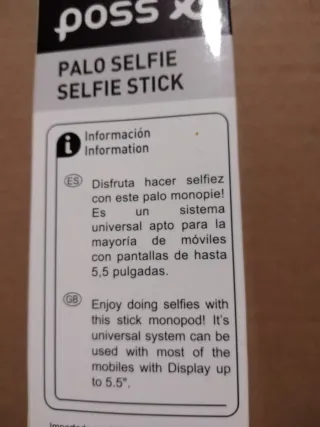 poss
PALO SELFIE
SELFIE STICK
i Información
Information
ES Disfruta hacer selfiez
con este palo monopie!
Es un sistema
universal apto para la
mayoría de móviles
con pantallas de hasta
5,5 pulgadas.
GB Enjoy doing selfies with
this stick monopod! It's
universal system can be
used with most of the
mobiles with Display up
to 5.5".